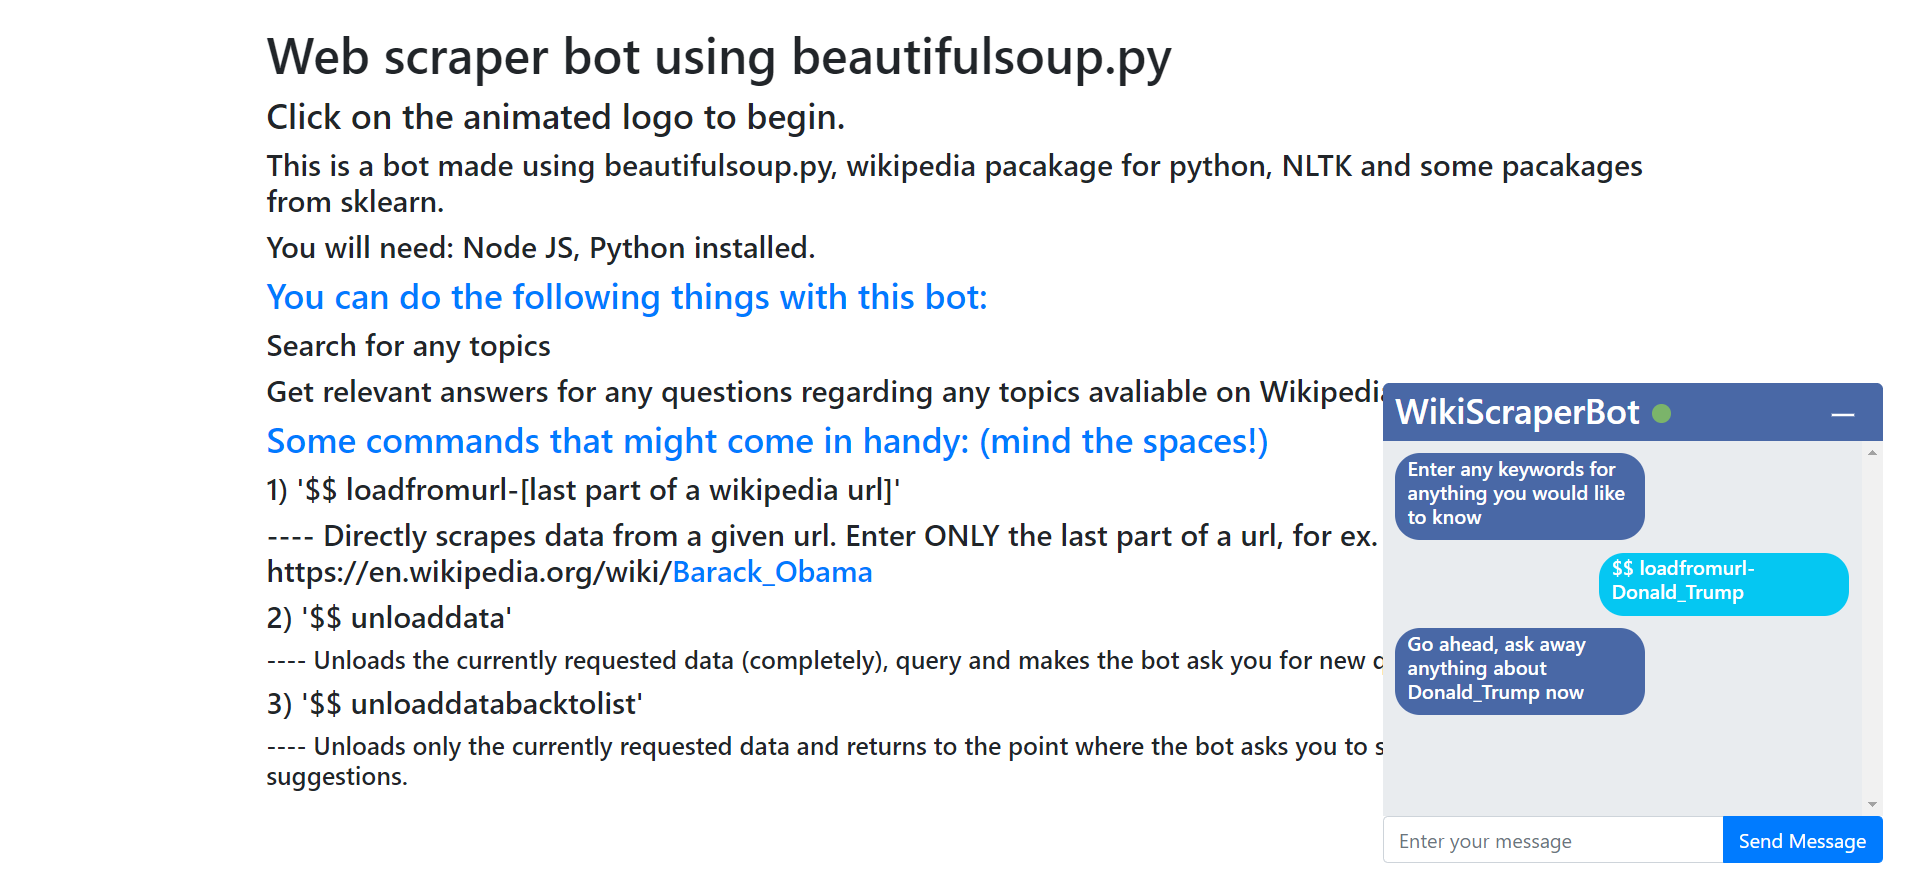 Web scraper bot using beautifulsoup.py
Click on the animated logo to begin.
This is a bot made using beautifulsoup.py, wikipedia pacakage for python, NLTK and some pacakages
from sklearn.
You will need: Node JS, Python installed.
You can do the following things with this bot:
Search for any topics
Get relevant answers for any questions regarding any topics avaliable on
Some commands that might come in handy: (mind the spaces!)
1) '$$ loadfromurl-[last part of a wikipedia url]'
---- Directly scrapes data from a given url. Enter ONLY the last part of a url, for ex.
https://en.wikipedia.org/wiki/Barack_Obama
2) '$$ unloaddata'
---- Unloads the currently requested data (completely), query and makes the bot ask you for new
3) '$$ unloaddatabacktolist'
---- Unloads only the currently requested data and returns to the point where the bot asks you to
suggestions.
WikiScraperBot
Enter any keywords for
anything you would like
to know
$$ loadfromurl-
Donald_Trump
Go ahead, ask away
anything about
Donald_Trump now
Enter your message
Send Message